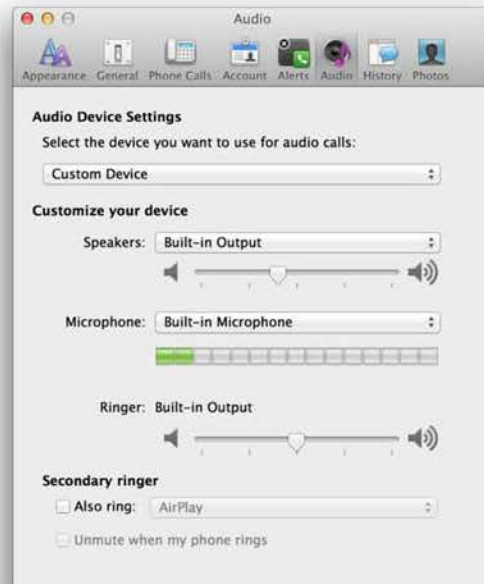 Audio
Appearance General Phone Calls Account Alerts Audio History Photos
Audio Device Settings
Select the device you want to use for audio calls:
Custom Device
Customize your device
Speakers: Built-in Output
Microphone: Built-in Microphone
Ringer: Built-in Output
Secondary ringer
Also ring: AirPlay
Unmute when my phone rings